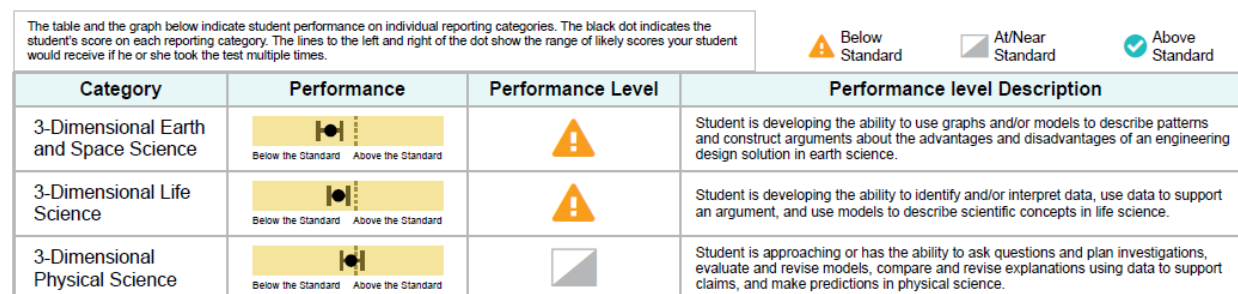 The table and the graph below indicate student performance on individual reporting categories. The black dot indicates the
student's score on each reporting category. The lines to the left and right of the dot show the range of likely scores your student
would receive if he or she took the test multiple times.
Below
Standard
At/Near
Standard
Above
Standard
Category
Performance
Performance Level
Performance level Description
3-Dimensional Earth
and Space Science
Below the Standard Above the Standard
Student is developing the ability to use graphs and/or models to describe patterns
and construct arguments about the advantages and disadvantages of an engineering
design solution in earth science.
3-Dimensional Life
Science
Below the Standard Above the Standard
Student is developing the ability to identify and/or interpret data, use data to support
an argument, and use models to describe scientific concepts in life science.
3-Dimensional
Physical Science
Below the Standard Above the Standard
Student is approaching or has the ability to ask questions and plan investigations,
evaluate and revise models, compare and revise explanations using data to support
claims, and make predictions in physical science.